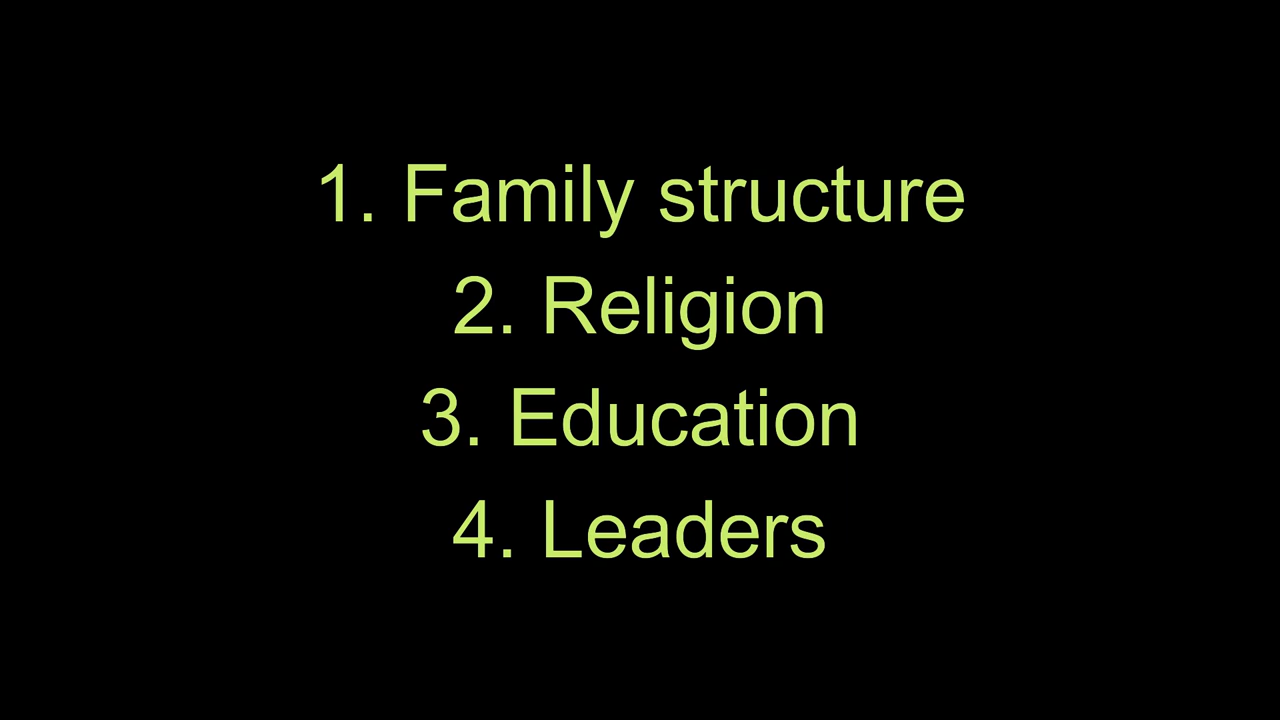 1. Family structure
2. Religion
3. Education
4. Leaders